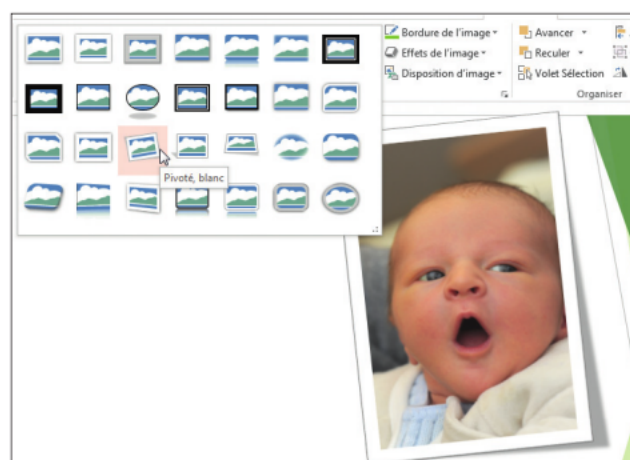 Bordure de l'image
Effets de l'image
Disposition d'image
Avancer
Reculer
Volet Sélection
Organiser
Pivoté, blanc